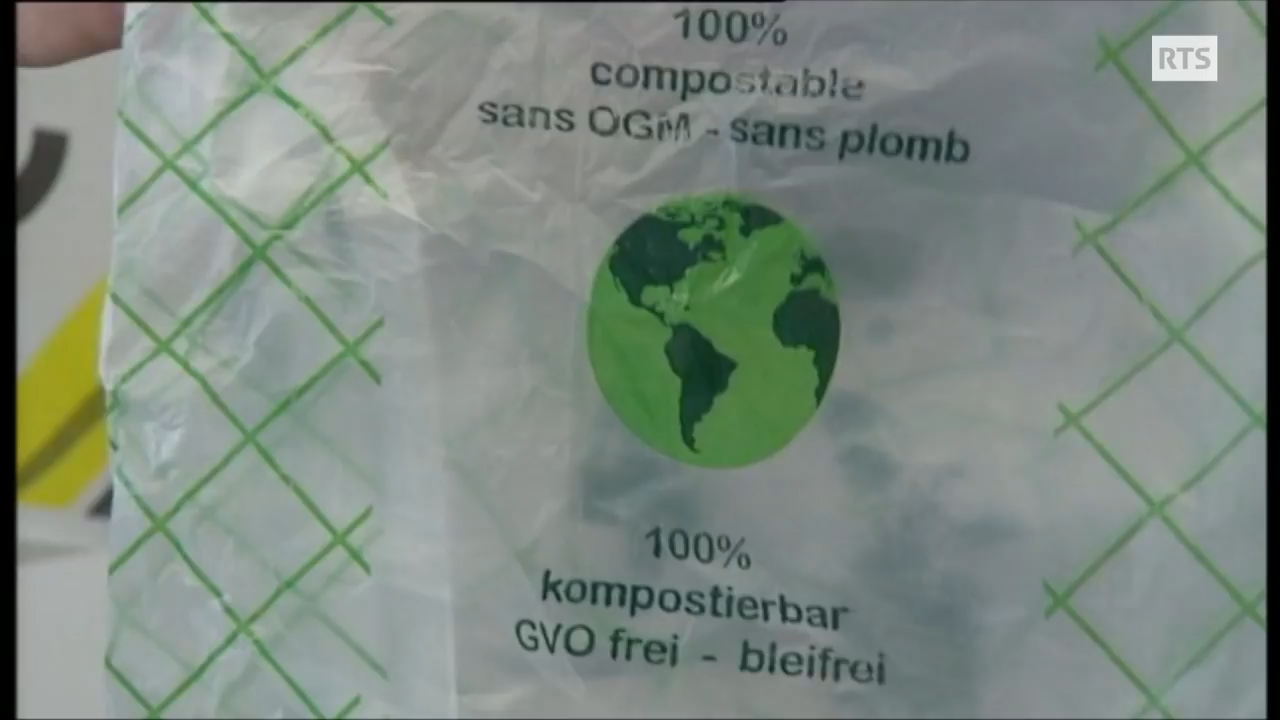 RTS
100%
compostable
sans OGM - sans plomb
100%
kompostierbar
GVO frei - bleifrei